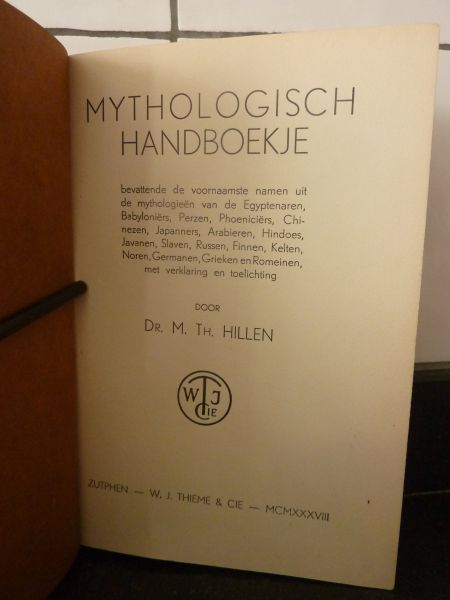 MYTHOLOGISCH
HANDBOEKJE
bevattende de voornaamste namen uit
de mythologieën van de Egyptenaren,
Babyloniërs, Perzen, Phoeniciërs, Chi-
nezen, Japanners, Arabieren, Hindoes,
Javanen, Slaven, Russen, Finnen, Kelten,
Noren, Germanen, Grieken en Romeinen,
met verklaring en toelichting
DOOR
DR. M. TH. HILLEN
W T J
CIE
ZUTPHEN — W. J. THIEME & CIE — MCMXXXVIII